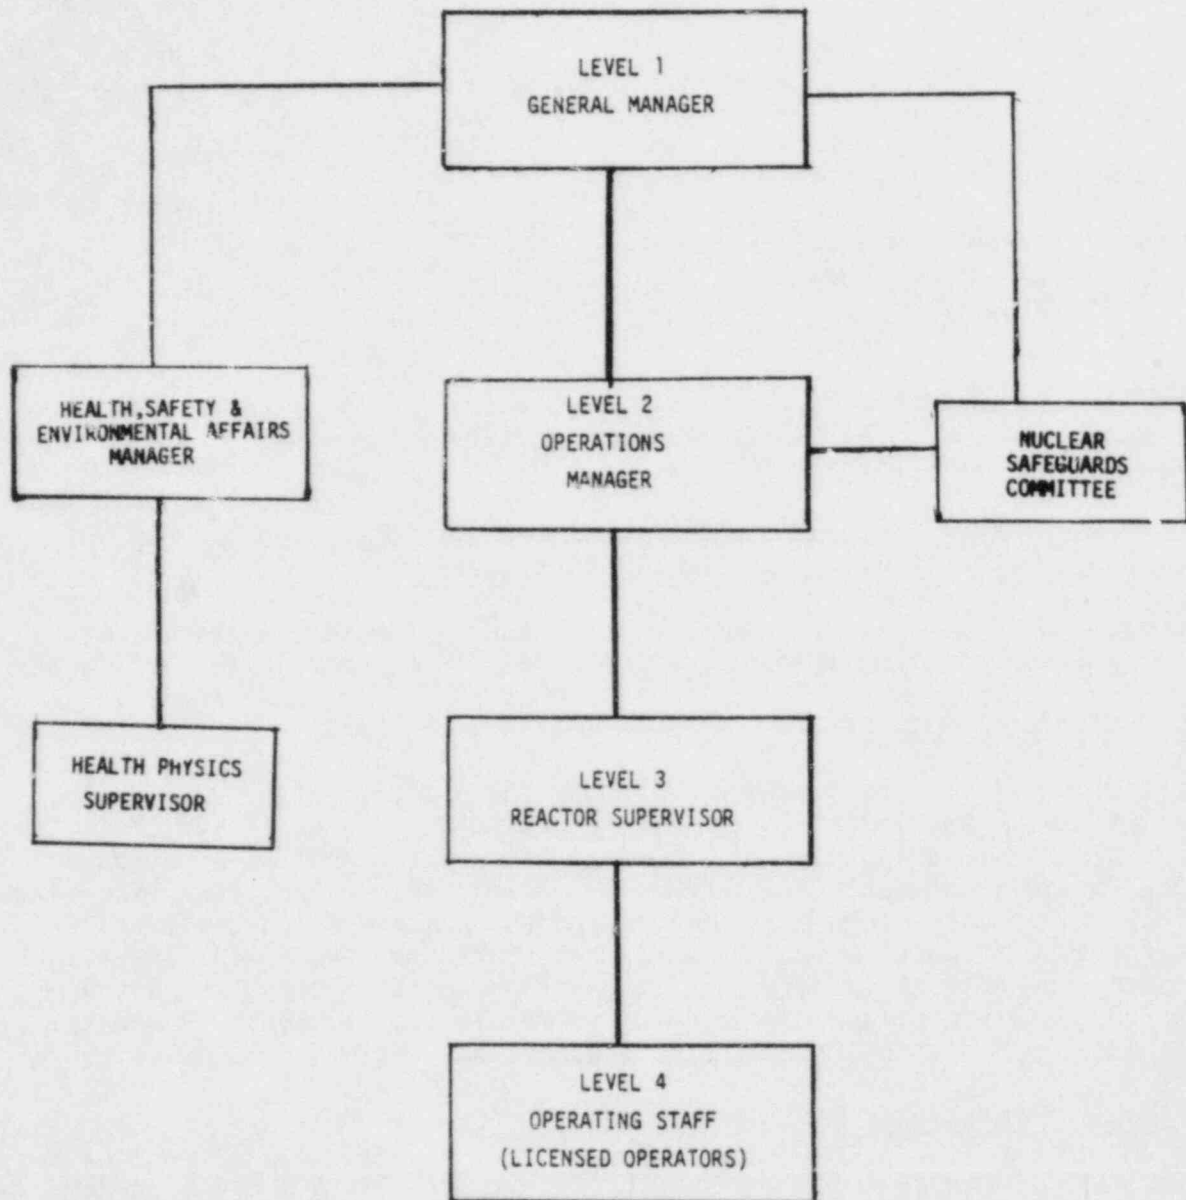 LEVEL 1
GENERAL MANAGER
HEALTH,SAFETY &
ENVIRONMENTAL AFFAIRS
MANAGER
LEVEL 2
OPERATIONS
MANAGER
NUCLEAR
SAFEGUARDS
COMMITTEE
HEALTH PHYSICS
SUPERVISOR
LEVEL 3
REACTOR SUPERVISOR
LEVEL 4
OPERATING STAFF
(LICENSED OPERATORS)